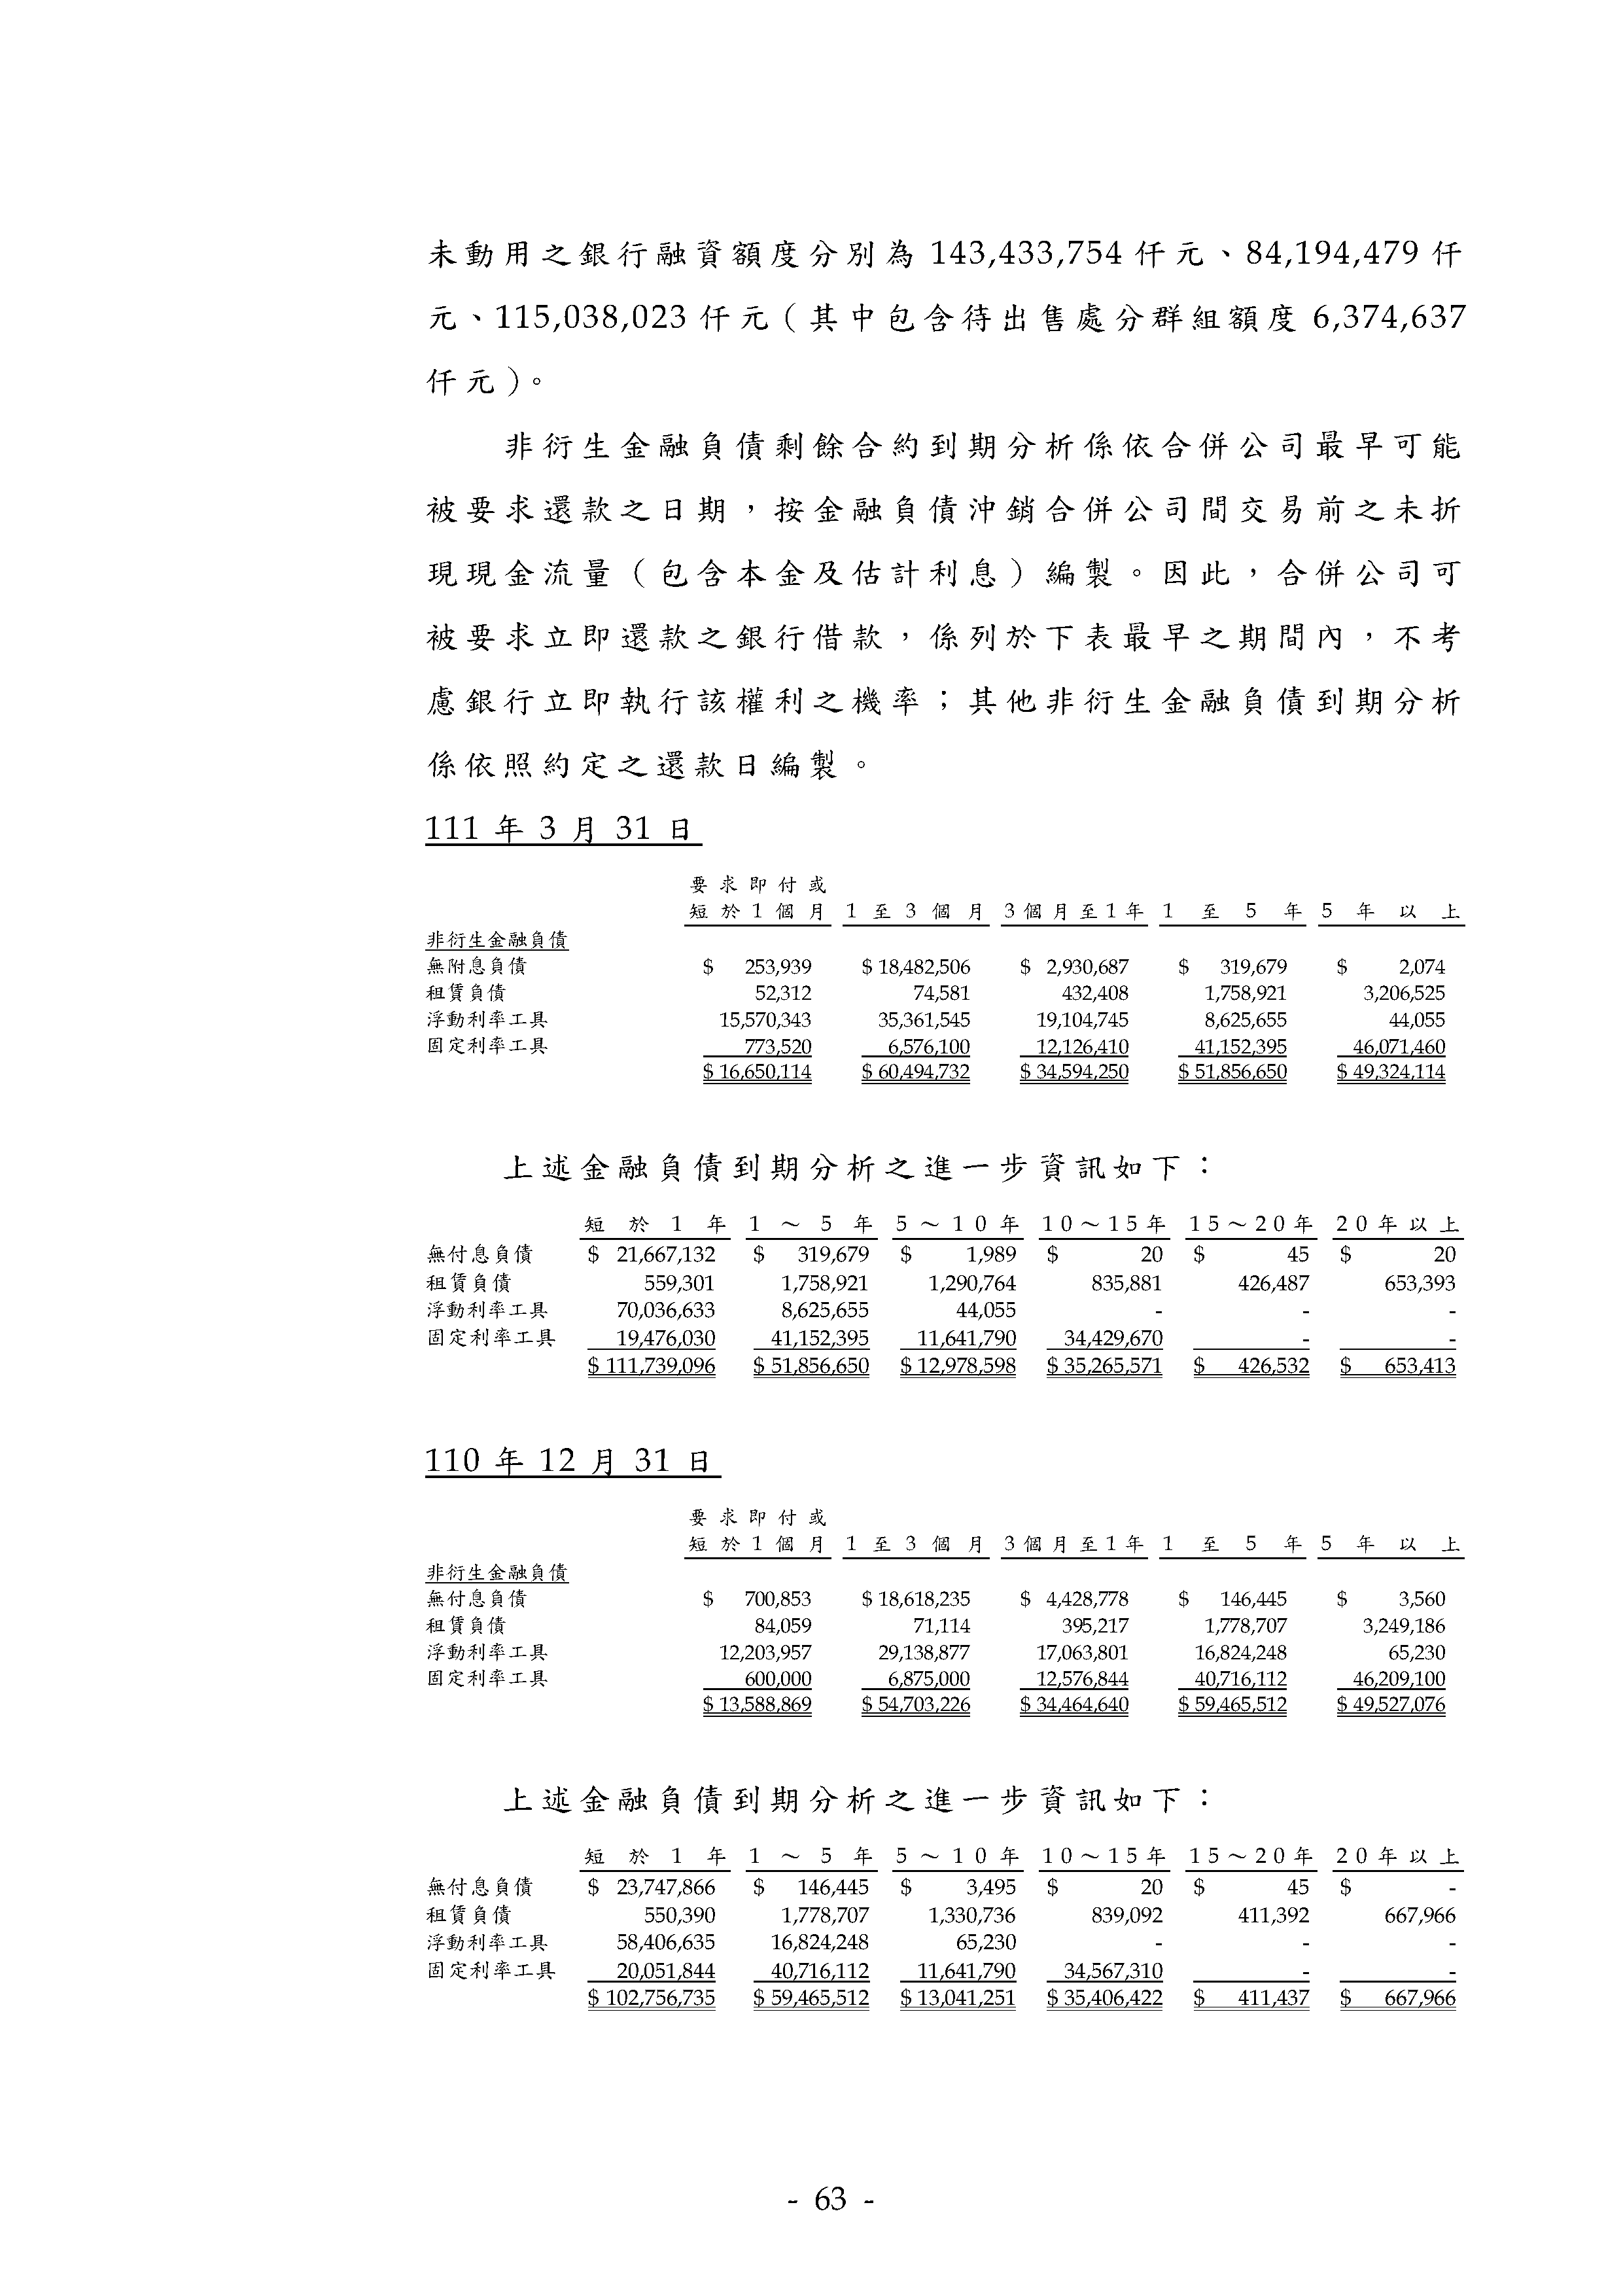 未動用之銀行融資額度分別為 143,433,754 仟元、84,194,479 仟
元、115,038,023 仟元（其中包含待出售處分群組額度 6,374,637
仟元）。
非衍生金融負債剩餘合約到期分析係依合併公司最早可能
被要求還款之日期，按金融負債沖銷合併公司間交易前之未折
現現金流量（包含本金及估計利息）編製。因此，合併公司可
被要求立即還款之銀行借款，係列於下表最早之期間內，不考
慮銀行立即執行該權利之機率；其他非衍生金融負債到期分析
係依照約定之還款日編製。
111 年 3 月 31 日
要求即付或
短於1個月 1至3個月 3個月至1年 1至5年 5年以上
非衍生金融負債
無附息負債 $ 253,939 $ 18,482,506 $ 2,930,687 $ 319,679 $ 2,074
租賃負債 52,312 74,581 432,408 1,758,921 3,206,525
浮動利率工具 15,570,343 35,361,545 19,104,745 8,625,655 44,055
固定利率工具 773,520 6,576,100 12,126,410 41,152,395 46,071,460
$ 16,650,114 $ 60,494,732 $ 34,594,250 $ 51,856,650 $ 49,324,114
上述金融負債到期分析之進一步資訊如下：
短於1年 1～5年 5～10年 10～15年 15～20年 20年以上
無付息負債 $ 21,667,132 $ 319,679 $ 1,989 $ 20 $ 45 $ 20
租賃負債 559,301 1,758,921 1,290,764 835,881 426,487 653,393
浮動利率工具 70,036,633 8,625,655 44,055 - - -
固定利率工具 19,476,030 41,152,395 11,641,790 34,429,670 - -
$ 111,739,096 $ 51,856,650 $ 12,978,598 $ 35,265,571 $ 426,532 $ 653,413
110 年 12 月 31 日
要求即付或
短於1個月 1至3個月 3個月至1年 1至5年 5年以上
非衍生金融負債
無付息負債 $ 700,853 $ 18,618,235 $ 4,428,778 $ 146,445 $ 3,560
租賃負債 84,059 71,114 395,217 1,778,707 3,249,186
浮動利率工具 12,203,957 29,138,877 17,063,801 16,824,248 65,230
固定利率工具 600,000 6,875,000 12,576,844 40,716,112 46,209,100
$ 13,588,869 $ 54,703,226 $ 34,464,640 $ 59,465,512 $ 49,527,076
上述金融負債到期分析之進一步資訊如下：
短於1年 1～5年 5～10年 10～15年 15～20年 20年以上
無付息負債 $ 23,747,866 $ 146,445 $ 3,495 $ 20 $ 45 $ -
租賃負債 550,390 1,778,707 1,330,736 839,092 411,392 667,966
浮動利率工具 58,406,635 16,824,248 65,230 - - -
固定利率工具 20,051,844 40,716,112 11,641,790 34,567,310 - -
$ 102,756,735 $ 59,465,512 $ 13,041,251 $ 35,406,422 $ 411,437 $ 667,966
- 63 -